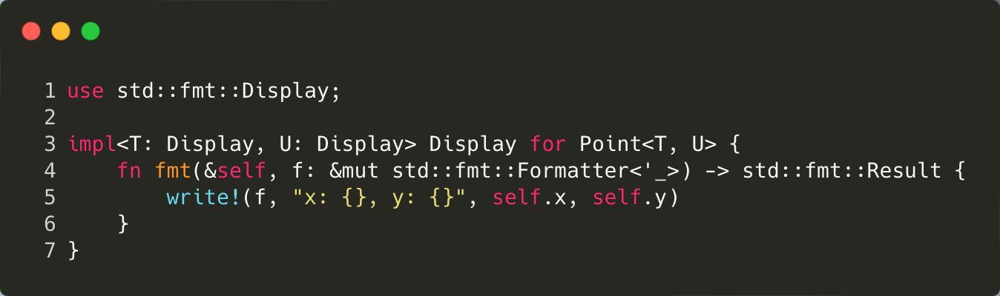 1 use std::fmt::Display;
2
3 impl<T: Display, U: Display> Display for Point<T, U> {
4     fn fmt(&self, f: &mut std::fmt::Formatter<'_>) -> std::fmt::Result {
5         write!(f, "x: {}, y: {}", self.x, self.y)
6     }
7 }